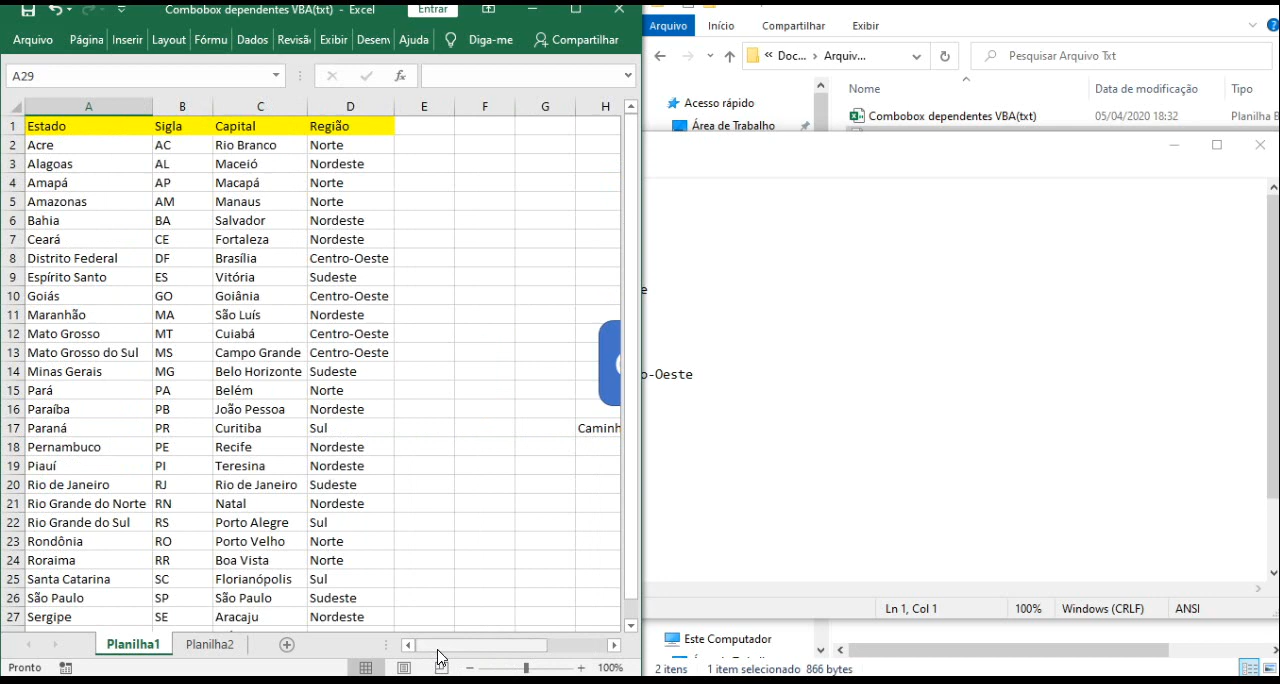 Combobox dependentes VBA(txt) - Excel
Entrar
Arquivo Página Inserir Layout Fórmu Dados Revisã Exibir Desen Ajuda Diga-me Compartilhar
A29
fx
A B C D E F G H
1 Estado Sigla Capital Região
2 Acre AC Rio Branco Norte
3 Alagoas AL Maceió Nordeste
4 Amapá AP Macapá Norte
5 Amazonas AM Manaus Norte
6 Bahia BA Salvador Nordeste
7 Ceará CE Fortaleza Nordeste
8 Distrito Federal DF Brasília Centro-Oeste
9 Espírito Santo ES Vitória Sudeste
10 Goiás GO Goiânia Centro-Oeste
11 Maranhão MA São Luís Nordeste
12 Mato Grosso MT Cuiabá Centro-Oeste
13 Mato Grosso do Sul MS Campo Grande Centro-Oeste
14 Minas Gerais MG Belo Horizonte Sudeste
15 Pará PA Belém Norte
16 Paraíba PB João Pessoa Nordeste
17 Paraná PR Curitiba Sul Caminh
18 Pernambuco PE Recife Nordeste
19 Piauí PI Teresina Nordeste
20 Rio de Janeiro RJ Rio de Janeiro Sudeste
21 Rio Grande do Norte RN Natal Nordeste
22 Rio Grande do Sul RS Porto Alegre Sul
23 Rondônia RO Porto Velho Norte
24 Roraima RR Boa Vista Norte
25 Santa Catarina SC Florianópolis Sul
26 São Paulo SP São Paulo Sudeste
27 Sergipe SE Aracaju Nordeste
Planilha1 Planilha2
Pronto
100%
Arquivo Início Compartilhar Exibir
« Doc... › Arquiv...
Pesquisar Arquivo Txt
Nome Data de modificação Tipo
Acesso rápido
Combobox dependentes VBA(txt) 05/04/2020 18:32 Planilha E
Área de Trabalho
e
o-Oeste
Ln 1, Col 1 100% Windows (CRLF) ANSI
Este Computador
2 itens 1 item selecionado 866 bytes